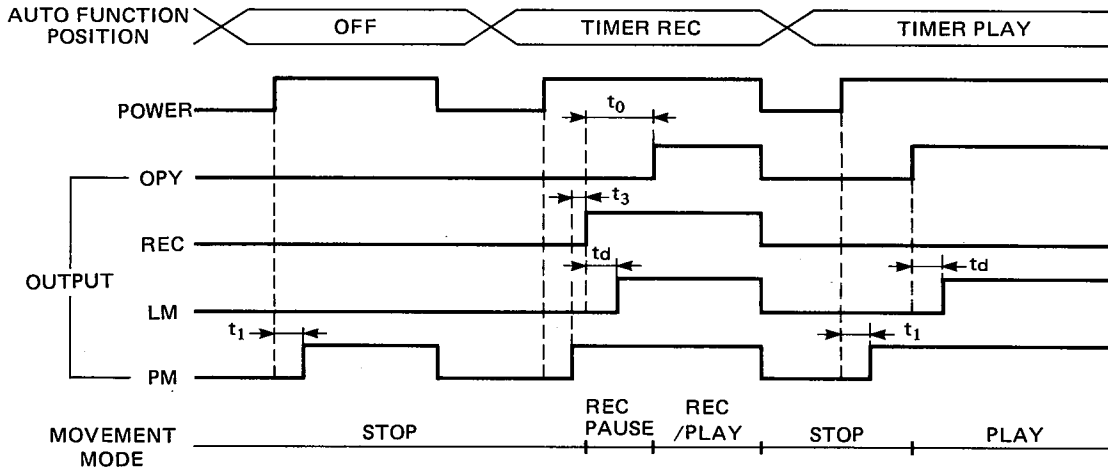 AUTO FUNCTION
POSITION
OFF
TIMER REC
TIMER PLAY
POWER
t0
OPY
t3
REC
OUTPUT
td
td
LM
t1
t1
PM
MOVEMENT
MODE
STOP
REC
PAUSE
REC
/PLAY
STOP
PLAY